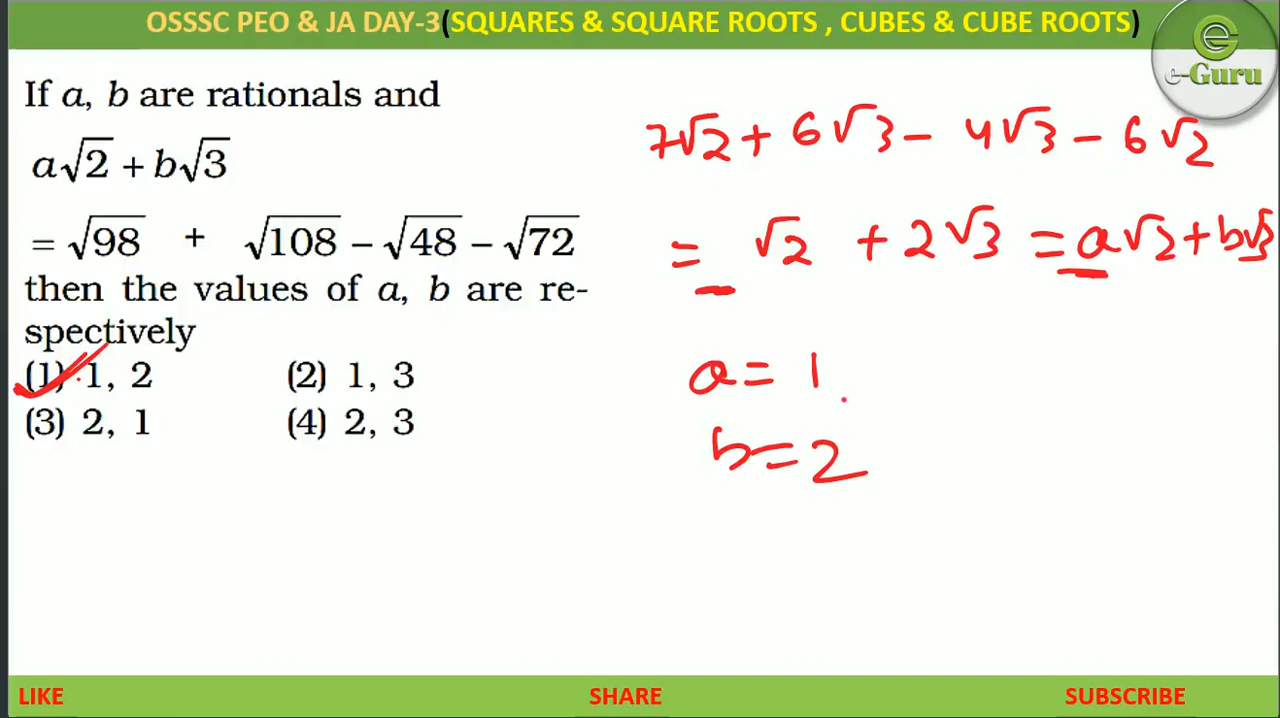 OSSSC PEO & JA DAY-3(SQUARES & SQUARE ROOTS , CUBES & CUBE ROOTS)
e-Guru
If a, b are rationals and
a√2 + b√3
= √98 + √108 − √48 − √72
then the values of a, b are re-
spectively
(1) 1, 2 (2) 1, 3
(3) 2, 1 (4) 2, 3
7√2 + 6√3 − 4√3 − 6√2
= √2 + 2√3 = a√2 + b√3
a = 1
b = 2
LIKE SHARE SUBSCRIBE